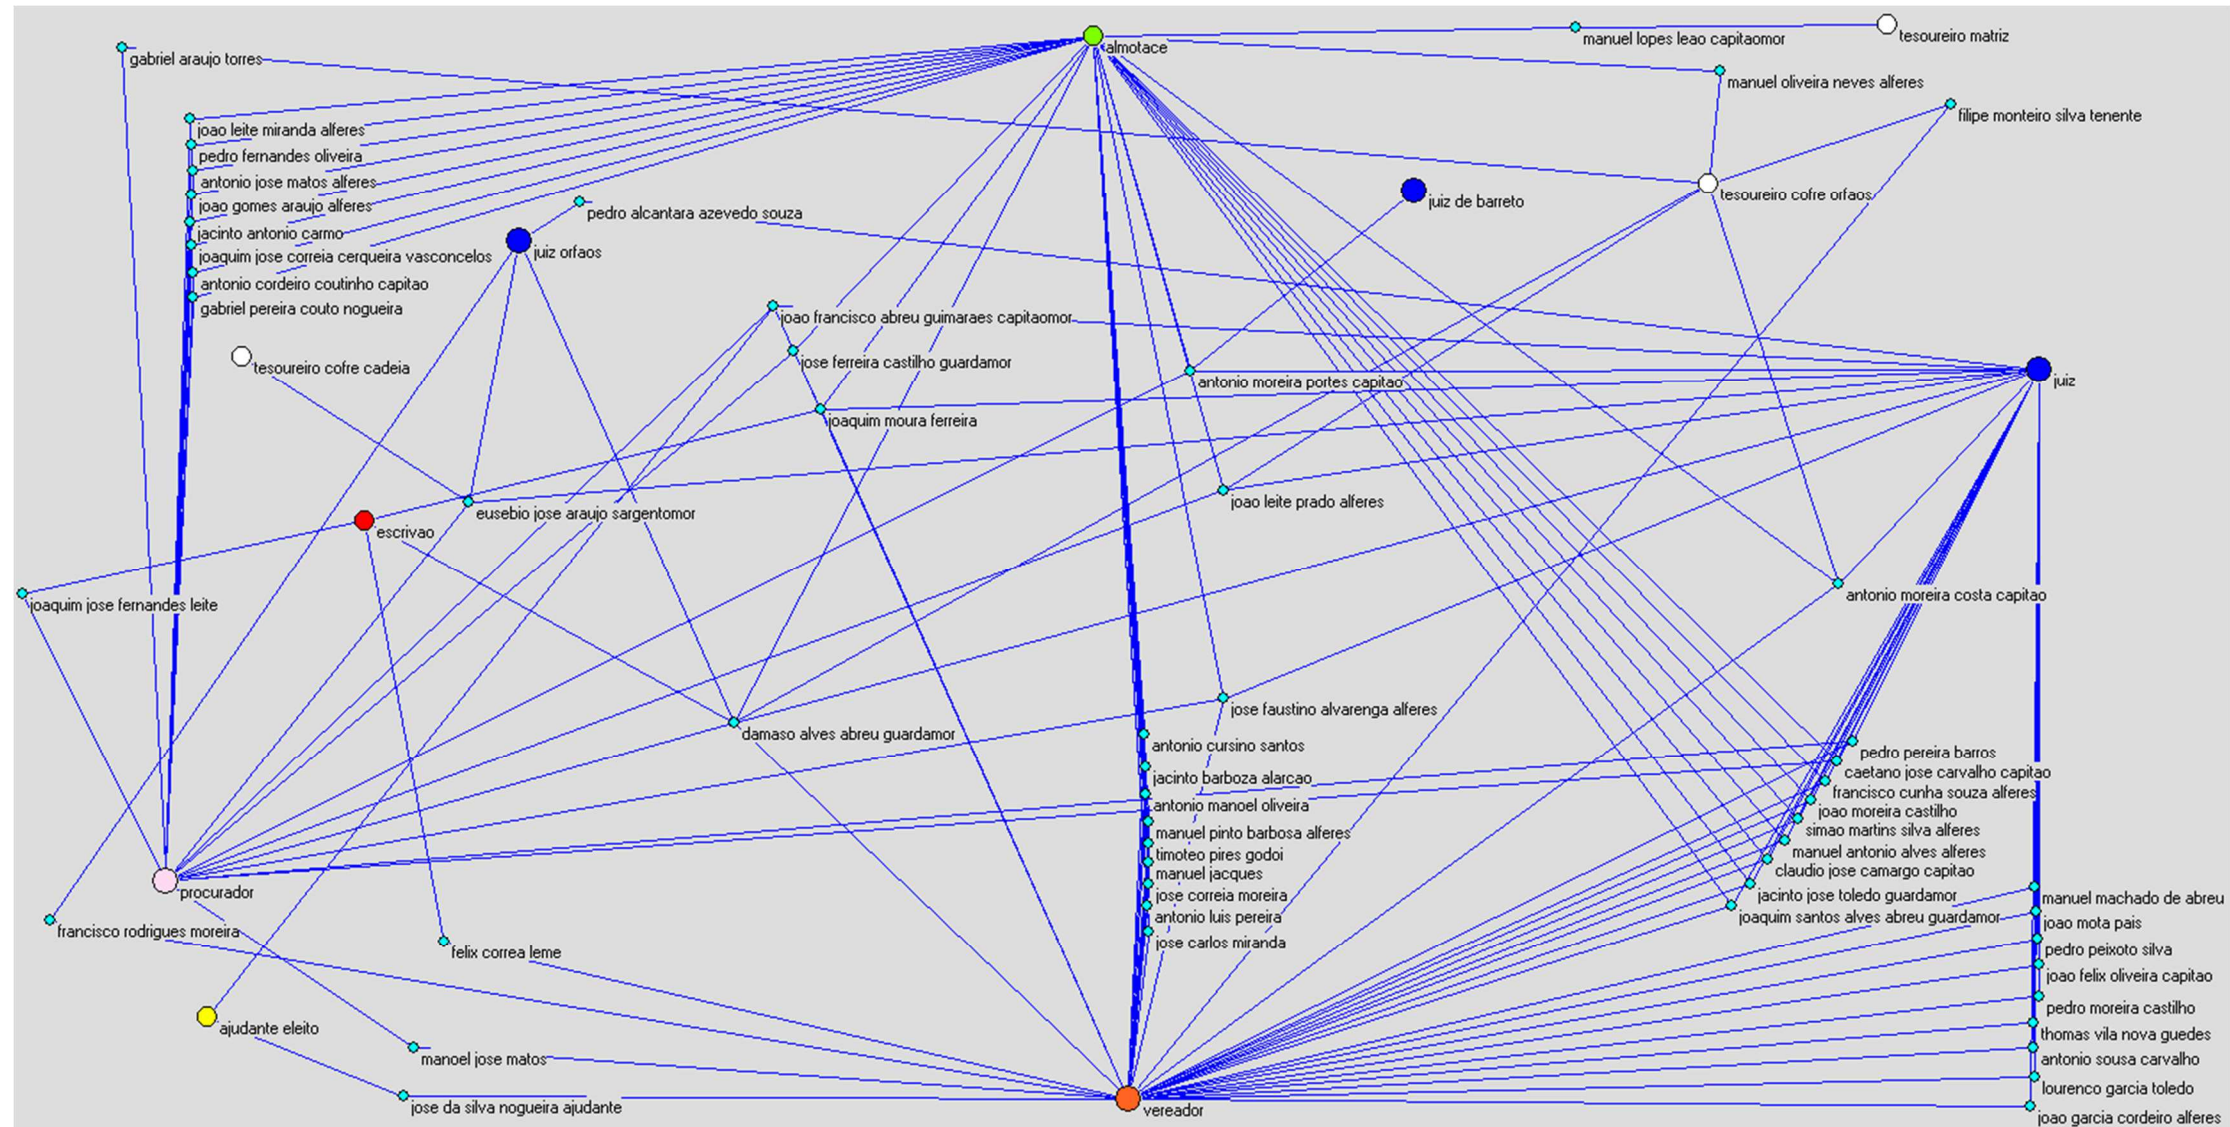 almotace
manuel lopes leao capitaomor
tesoureiro matriz
gabriel araujo torres
manuel oliveira neves alferes
filipe monteiro silva tenente
joao leite miranda alferes
pedro fernandes oliveira
antonio jose matos alferes
joao gomes araujo alferes
jacinto antonio carmo
joaquim jose correia cerqueira vasconcelos
antonio cordeiro coutinho capitao
gabriel pereira couto nogueira
pedro alcantara azevedo souza
juiz orfaos
juiz de barreto
tesoureiro cofre orfaos
joao francisco abreu guimaraes capitaomor
jose ferreira castilho guardamor
tesoureiro cofre cadeia
antonio moreira portes capitao
juiz
joaquim moura ferreira
joao leite prado alferes
eusebio jose araujo sargentomor
escrivao
joaquim jose fernandes leite
antonio moreira costa capitao
jose faustino alvarenga alferes
damaso alves abreu guardamor
antonio cursino santos
jacinto barboza alarcao
antonio manoel oliveira
manuel pinto barbosa alferes
timoteo pires godoi
manuel jacques
jose correia moreira
antonio luis pereira
jose carlos miranda
pedro pereira barros
caetano jose carvalho capitao
francisco cunha souza alferes
joao moreira castilho
simao martins silva alferes
manuel antonio alves alferes
claudio jose camargo capitao
jacinto jose toledo guardamor
joaquim santos alves abreu guardamor
procurador
francisco rodrigues moreira
felix correa leme
ajudante eleito
manoel jose matos
jose da silva nogueira ajudante
vereador
manuel machado de abreu
joao mota pais
pedro peixoto silva
joao felix oliveira capitao
pedro moreira castilho
thomas vila nova guedes
antonio sousa carvalho
lourenco garcia toledo
joao garcia cordeiro alferes